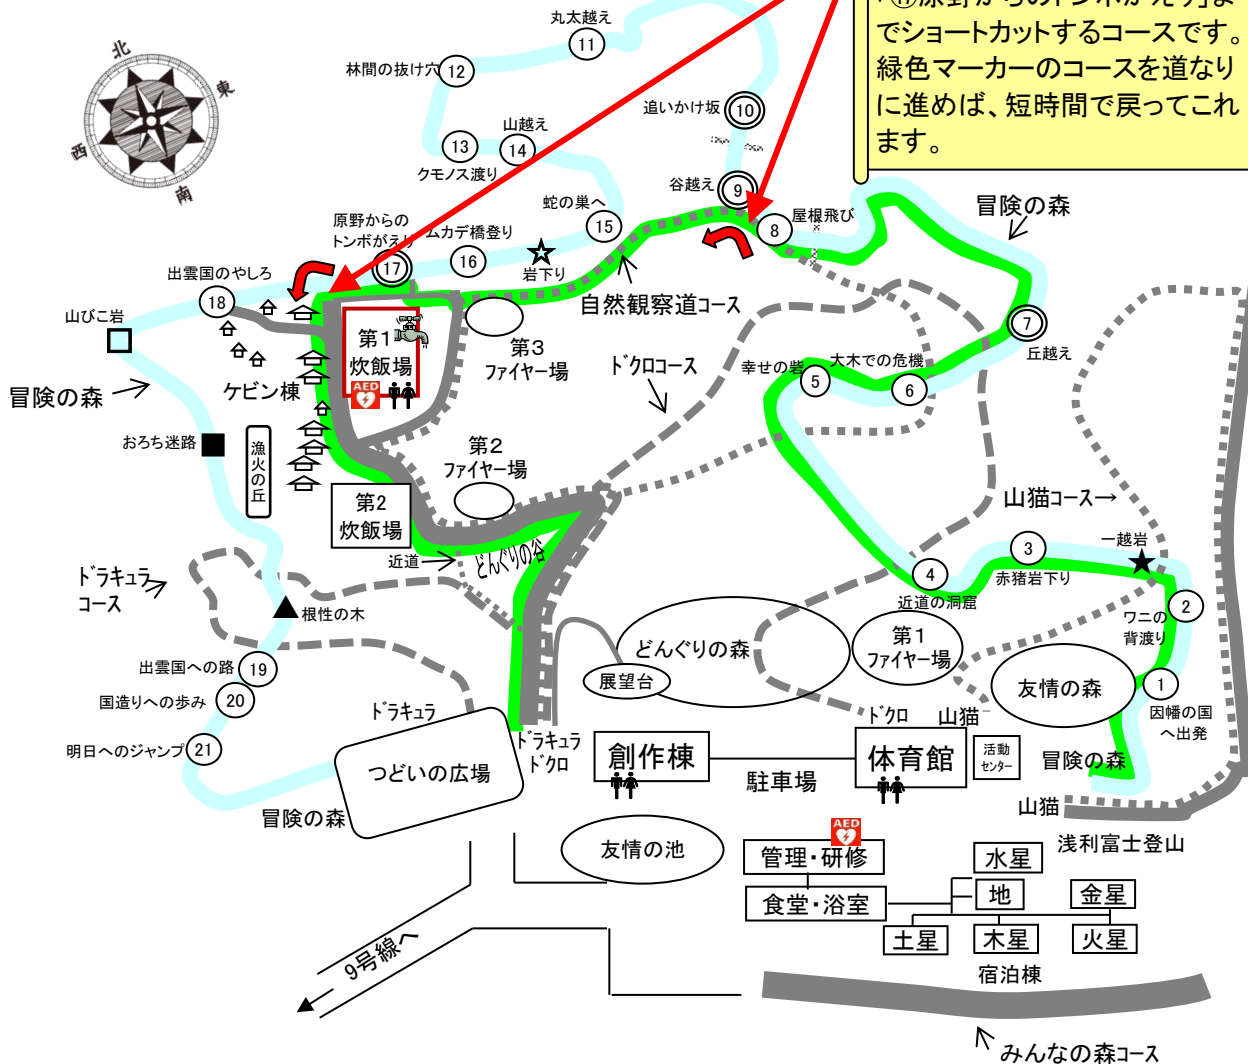 「⑰原野からのトンボがえり」ま
でショートカットするコースです。
緑色マーカーのコースを道なり
に進めば、短時間で戻ってこれ
ます。
北
東
西
南
丸太越え
11
林間の抜け穴
12
追いかけ坂
10
山越え
13
14
クモノス渡り
谷越え
9
蛇の巣へ
15
屋根飛び
8
冒険の森
原野からの
トンボがえり
17
ムカデ橋登り
16
岩下り
出雲国のやしろ
18
自然観察道コース
山びこ岩
第1
炊飯場
AED
第3
ファイヤー場
7
丘越え
ドクロコース
幸せの砦
5
大木での危機
6
ケビン棟
冒険の森
おろち迷路
漁火の丘
第2
ファイヤー場
第2
炊飯場
山猫コース→
近道
どんぐりの谷
3
赤猪岩下り
一越岩
4
近道の洞窟
2
ワニの
背渡り
ドラキュラ
コース
根性の木
どんぐりの森
第1
ファイヤー場
出雲国への路
19
展望台
友情の森
1
因幡の国
へ出発
国造りへの歩み
20
ドラキュラ
ドクロ
山猫
明日へのジャンプ
21
つどいの広場
ドラキュラ
ドクロ
創作棟
駐車場
体育館
活動
センター
冒険の森
冒険の森
山猫
浅利富士登山
友情の池
AED
管理・研修
食堂・浴室
水星
地
金星
土星
木星
火星
宿泊棟
9号線へ
みんなの森コース